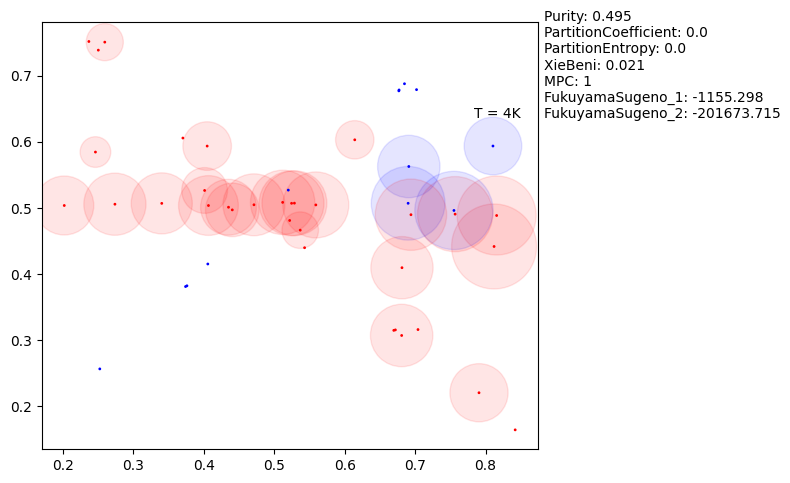 Purity: 0.495
PartitionCoefficient: 0.0
PartitionEntropy: 0.0
XieBeni: 0.021
MPC: 1
FukuyamaSugeno_1: -1155.298
FukuyamaSugeno_2: -201673.715
T = 4K
0.7
0.6
0.5
0.4
0.3
0.2
0.2 0.3 0.4 0.5 0.6 0.7 0.8